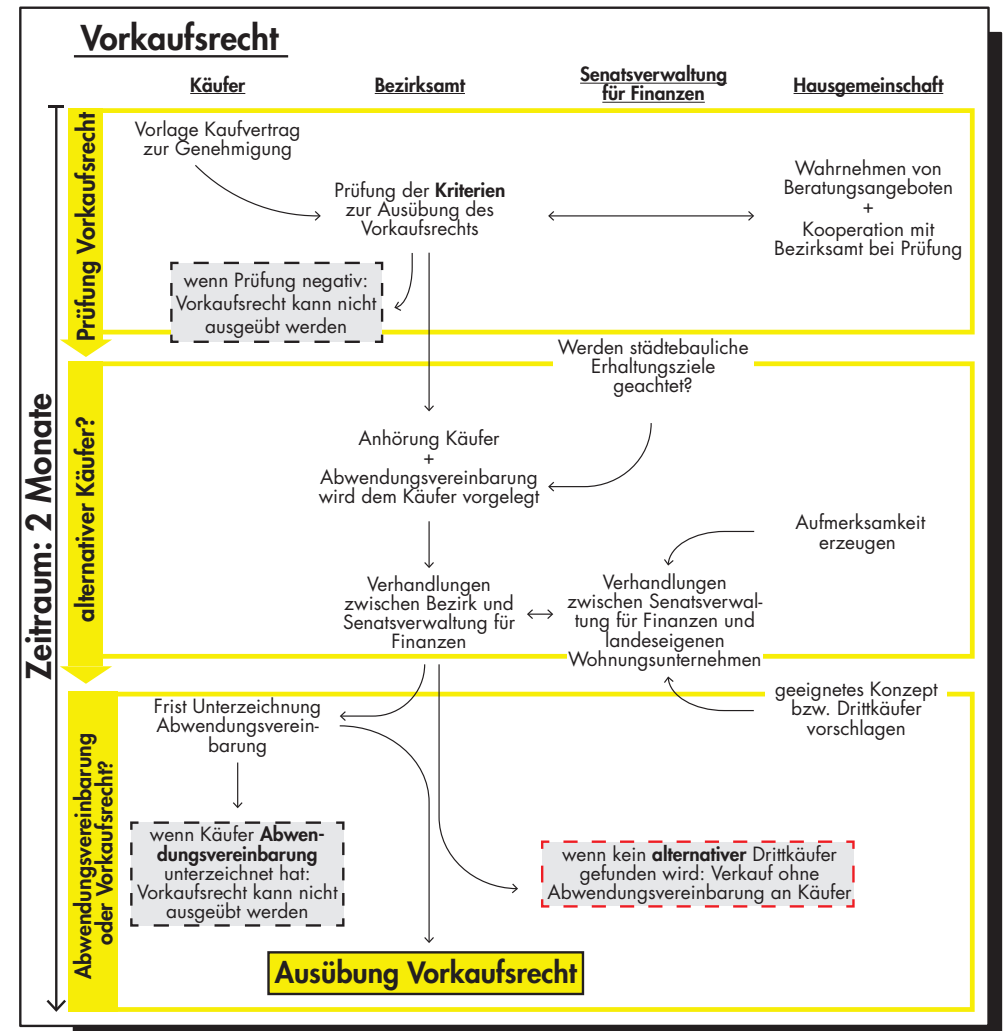 Vorkaufsrecht
Käufer
Bezirksamt
Senatsverwaltung
für Finanzen
Hausgemeinschaft
Zeitraum: 2 Monate
Prüfung Vorkaufsrecht
Vorlage Kaufvertrag
zur Genehmigung
Prüfung der Kriterien
zur Ausübung des
Vorkaufsrechts
Wahrnehmen von
Beratungsangeboten
+
Kooperation mit
Bezirksamt bei Prüfung
wenn Prüfung negativ:
Vorkaufsrecht kann nicht
ausgeübt werden
alternativer Käufer?
Werden städtebauliche
Erhaltungsziele
geachtet?
Anhörung Käufer
+
Abwendungsvereinbarung
wird dem Käufer vorgelegt
Aufmerksamkeit
erzeugen
Verhandlungen
zwischen Bezirk und
Senatsverwaltung für
Finanzen
Verhandlungen
zwischen Senatsverwal-
tung für Finanzen und
landeseigenen
Wohnungsunternehmen
geeignetes Konzept
bzw. Drittkäufer
vorschlagen
Abwendungsvereinbarung
oder Vorkaufsrecht?
Frist Unterzeichnung
Abwendungsverein-
barung
wenn Käufer Abwen-
dungsvereinbarung
unterzeichnet hat:
Vorkaufsrecht kann nicht
ausgeübt werden
wenn kein alternativer Drittkäufer
gefunden wird: Verkauf ohne
Abwendungsvereinbarung an Käufer
Ausübung Vorkaufsrecht